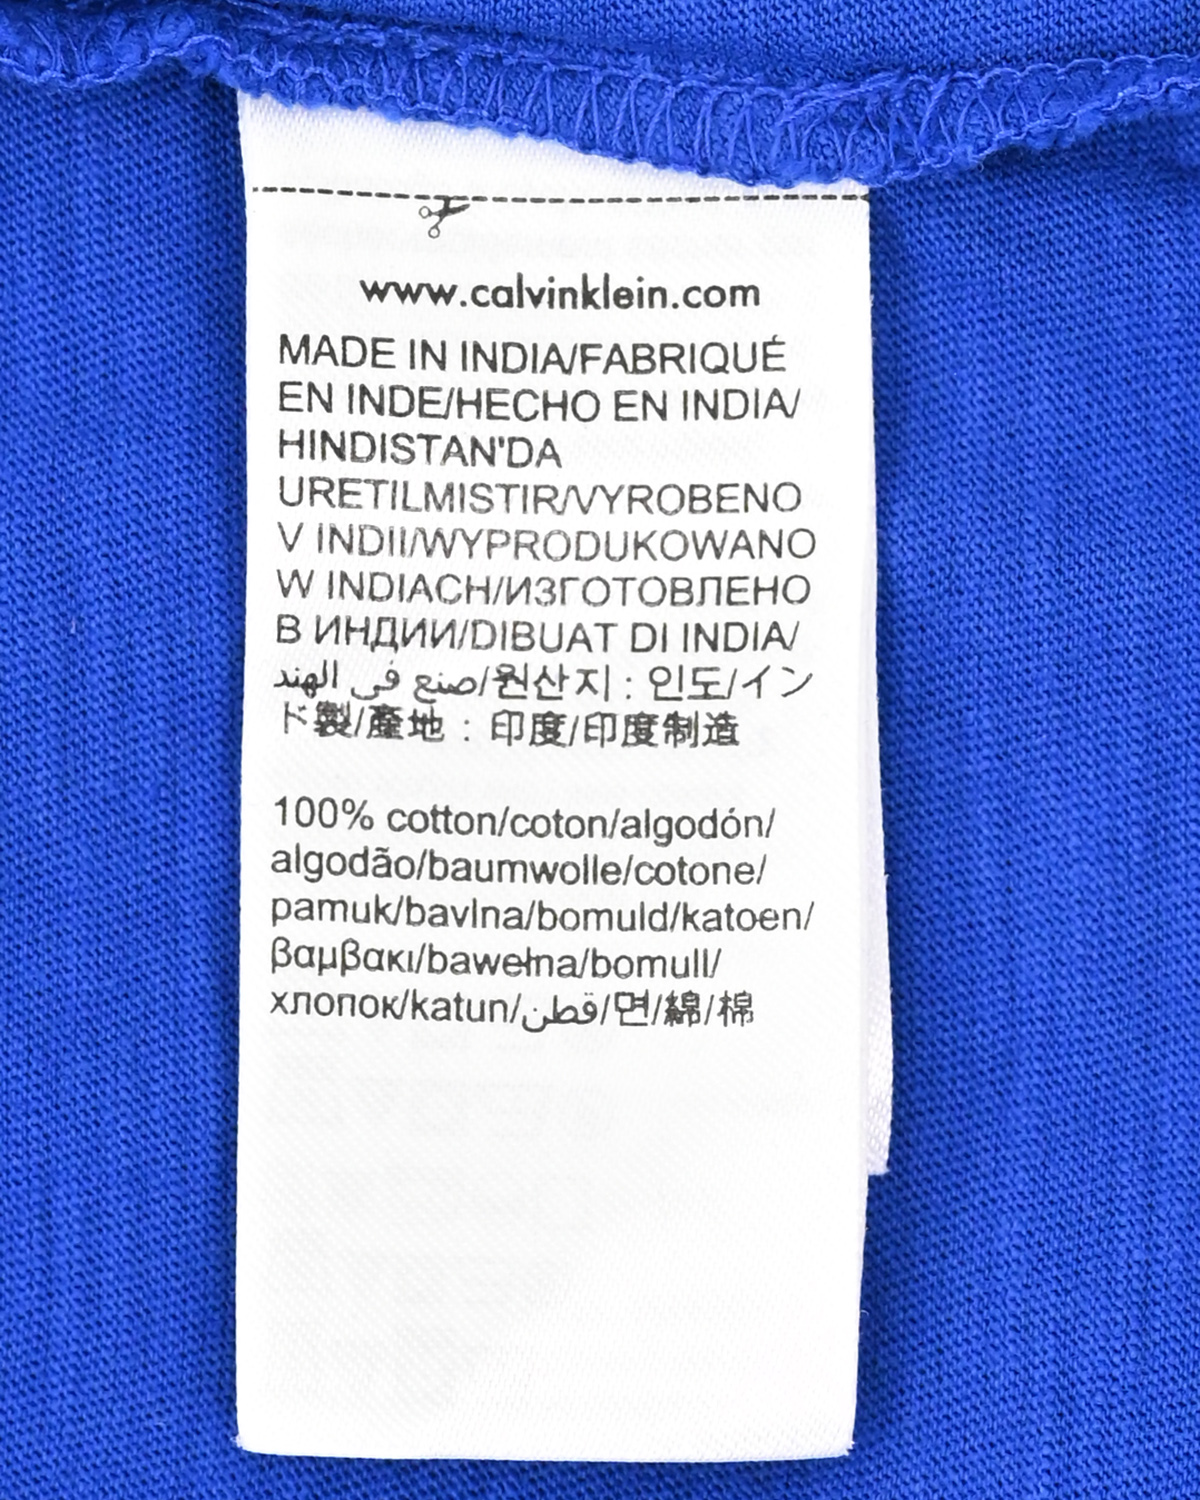 www.calvinklein.com
MADE IN INDIA/FABRIQUÉ
EN INDE/HECHO EN INDIA/
HINDISTAN'DA
URETILMISTIR/VYROBENO
V INDII/WYPRODUKOWANO
W INDIACH/ИЗГОТОВЛЕНО
В ИНДИИ/DIBUAT DI INDIA/
صنع في الهند/원산지 : 인도/イン
ド製/產地 : 印度/印度制造
100% cotton/coton/algodón/
algodão/baumwolle/cotone/
pamuk/bavlna/bomuld/katoen/
βαμβακι/bawełna/bomull/
хлопок/katun/قطن/면/綿/棉